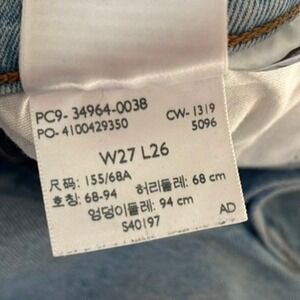 PC9- 34964-0038 CW- 1319
PO- 4100429350 5096
W27 L26
尺码: 155/68A
호칭: 68-94 허리둘레: 68 cm
엉덩이둘레: 94 cm
S40197 AD